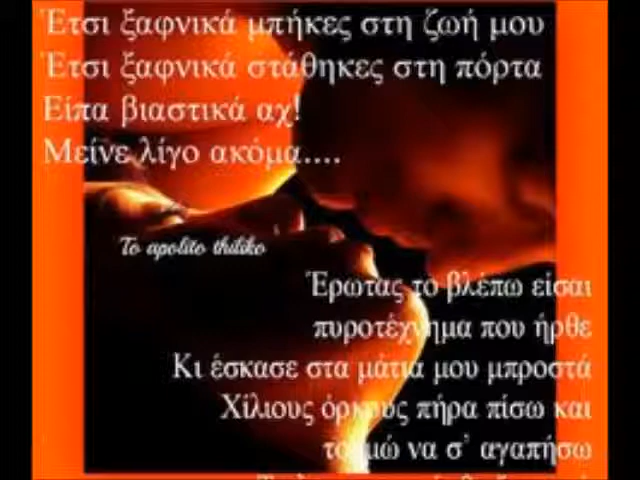 Έτσι ξαφνικά μπήκες στη ζωή μου
Έτσι ξαφνικά στάθηκες στη πόρτα
Είπα βιαστικά αχ!
Μείνε λίγο ακόμα....
To apolito thiliko
Έρωτας το βλέπω είσαι
πυροτέχνημα που ήρθε
Κι έσκασε στα μάτια μου μπροστά
Χίλιους όρκους πήρα πίσω και
τολμώ να σ' αγαπήσω